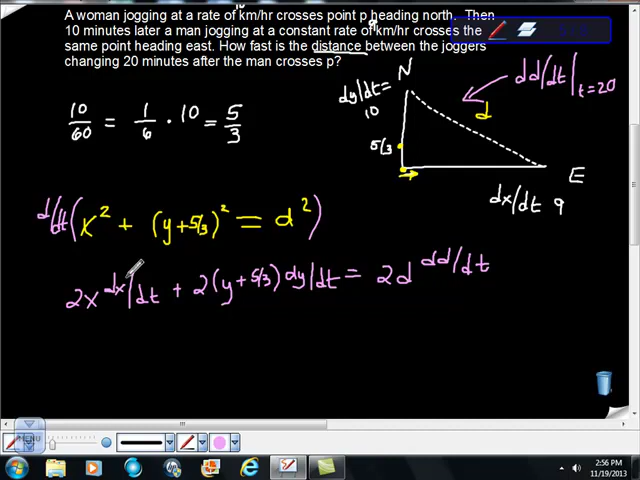 A woman jogging at a rate of 10 km/hr crosses point p heading north. Then
10 minutes later a man jogging at a constant rate of 9 km/hr crosses the
same point heading east. How fast is the distance between the joggers
changing 20 minutes after the man crosses p?
N
dd/dt|t=20
dy/dt=
10
d
10/60 = 1/6 · 10 = 5/3
5/3
E
dx/dt 9
d/dt(x² + (y+5/3)² = d²)
2x dx/dt + 2(y+5/3) dy/dt = 2d dd/dt
MENU
2:56 PM
11/19/2013